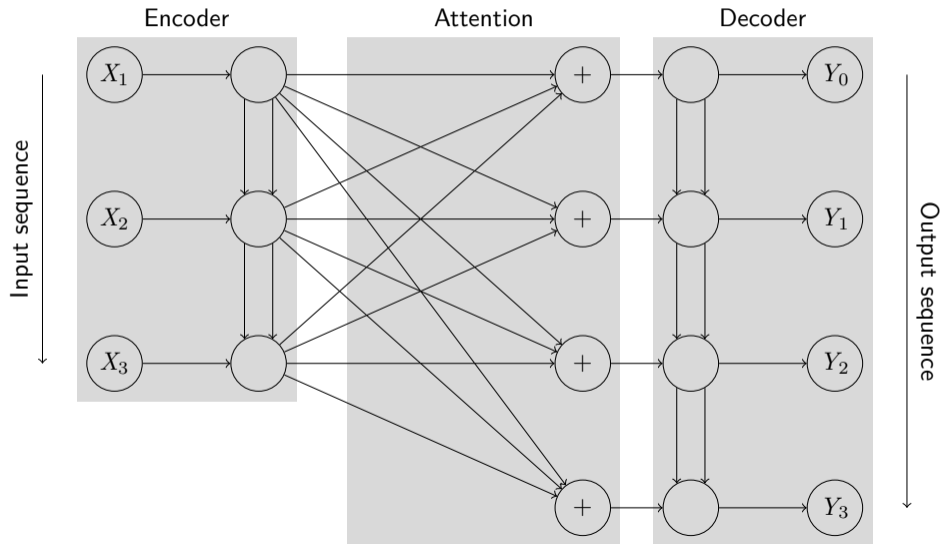 Encoder
Attention
Decoder
Input sequence
X₁
+
Y₀
X₂
+
Y₁
X₃
+
Y₂
+
Y₃
Output sequence